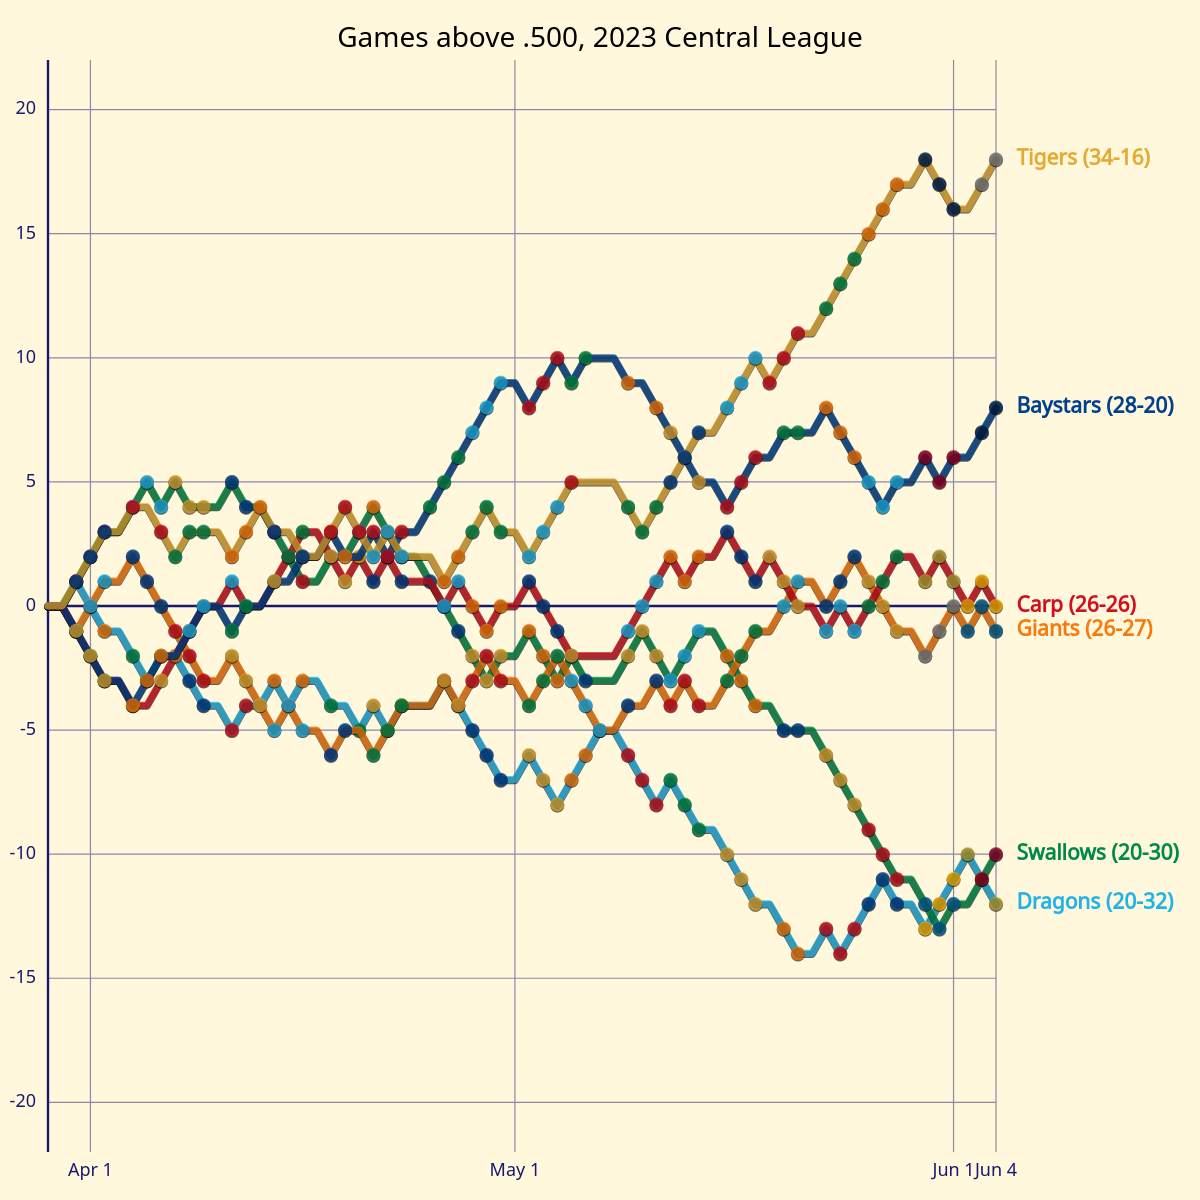 Games above .500, 2023 Central League
20
15
10
5
0
-5
-10
-15
-20
Tigers (34-16)
Baystars (28-20)
Carp (26-26)
Giants (26-27)
Swallows (20-30)
Dragons (20-32)
Apr 1
May 1
Jun 1
Jun 4